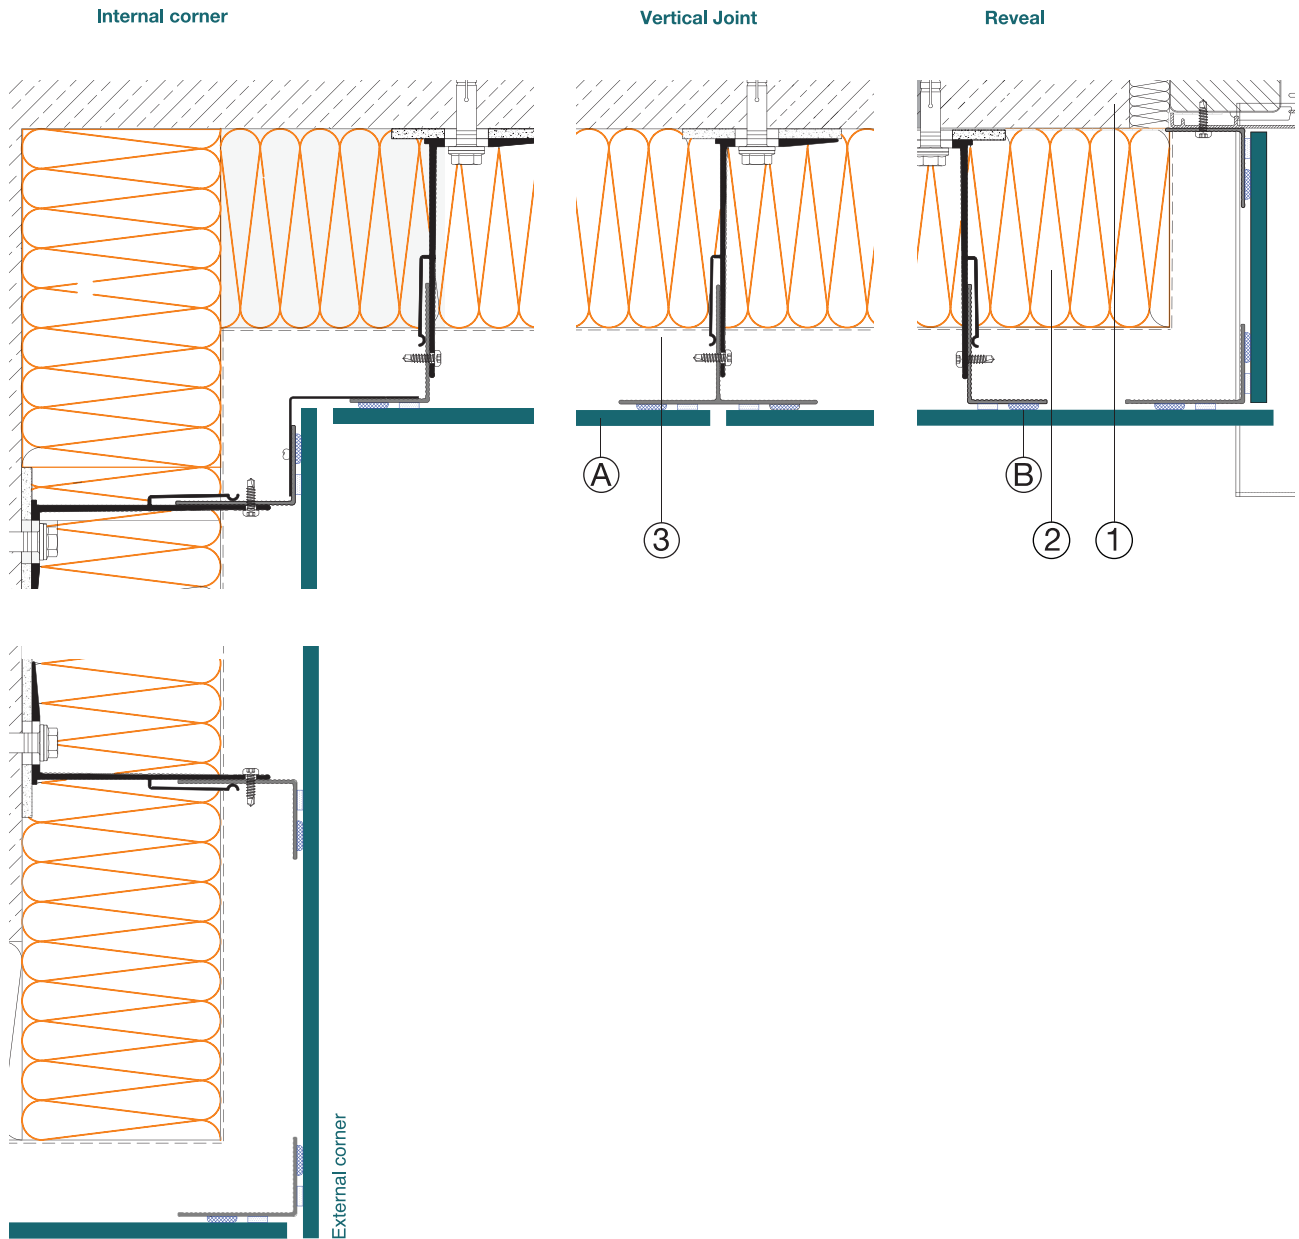 Internal corner
Vertical Joint
Reveal
A
B
3
2
1
External corner